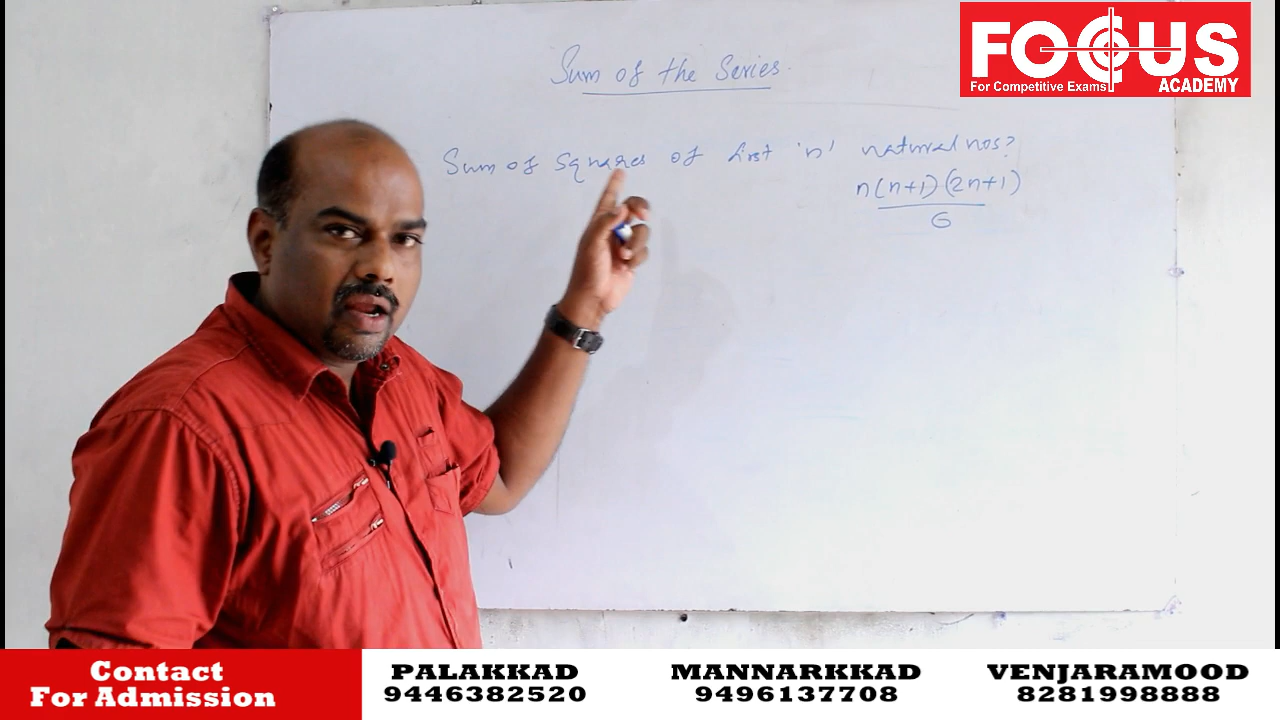 FOCUS
For Competitive Exams ACADEMY
Sum of the Series.
Sum of Squares of first 'n' natural nos?
n(n+1)(2n+1)
6
Contact
For Admission
PALAKKAD
9446382520
MANNARKKAD
9496137708
VENJARAMOOD
8281998888